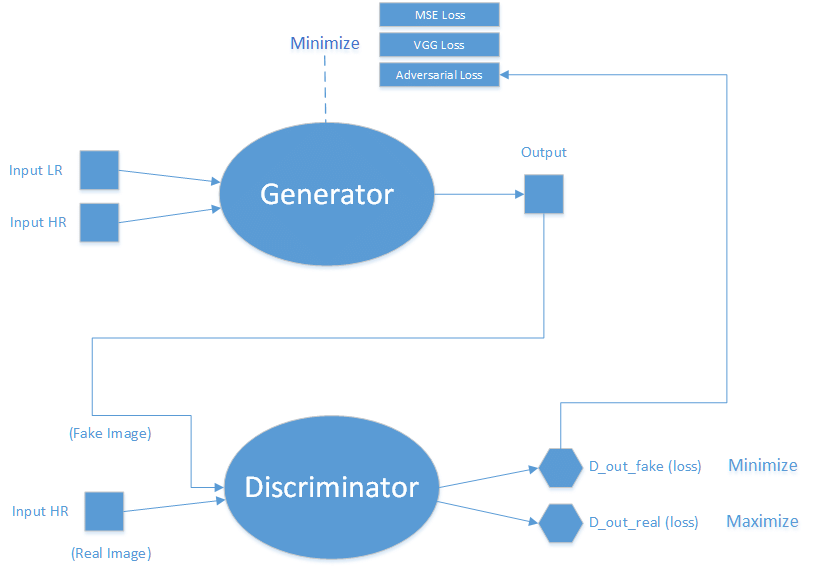 MSE Loss
Minimize
VGG Loss
Adversarial Loss
Output
Input LR
Generator
Input HR
(Fake Image)
D_out_fake (loss)
Minimize
Discriminator
Input HR
D_out_real (loss)
Maximize
(Real Image)